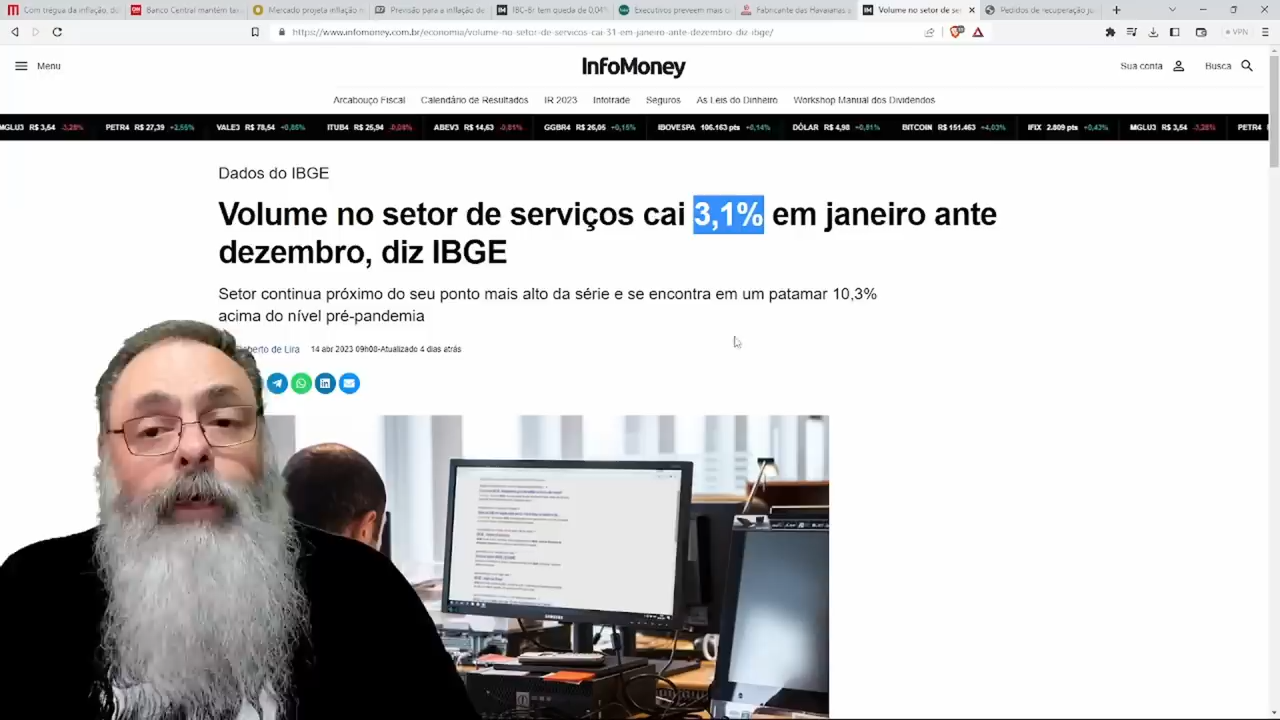 Com trégua da inflação, do
Banco Central mantém tax
Mercado projeta inflação n
Previsão para a inflação de
IBC-Br tem queda de 0,04%
Executivos preveem mais c
Fabricante das Havaianas a
Volume no setor de ser
Pedidos de recuperação ju
https://www.infomoney.com.br/economia/volume-no-setor-de-servicos-cai-31-em-janeiro-ante-dezembro-diz-ibge/
VPN
Menu
InfoMoney
Sua conta
Busca
Arcabouço Fiscal
Calendário de Resultados
IR 2023
Infotrade
Seguros
As Leis do Dinheiro
Workshop Manual dos Dividendos
MGLU3 R$ 3,54 -3,28% PETR4 R$ 27,39 +2,55% VALE3 R$ 78,54 +0,86% ITUB4 R$ 25,94 ABEV3 R$ 14,63 -0,81% GGBR4 R$ 26,05 +0,15% IBOVESPA 106.163 pts +0,14% DÓLAR R$ 4,98 +0,81% BITCOIN R$ 151.463 +4,03% IFIX 2.809 pts +0,43% MGLU3 R$ 3,54 -3,28% PETR4
Dados do IBGE
Volume no setor de serviços cai 3,1% em janeiro ante
dezembro, diz IBGE
Setor continua próximo do seu ponto mais alto da série e se encontra em um patamar 10,3%
acima do nível pré-pandemia
oberto de Lira 14 abr 2023 09h08-Atualizado 4 dias atrás
SAMSUNG